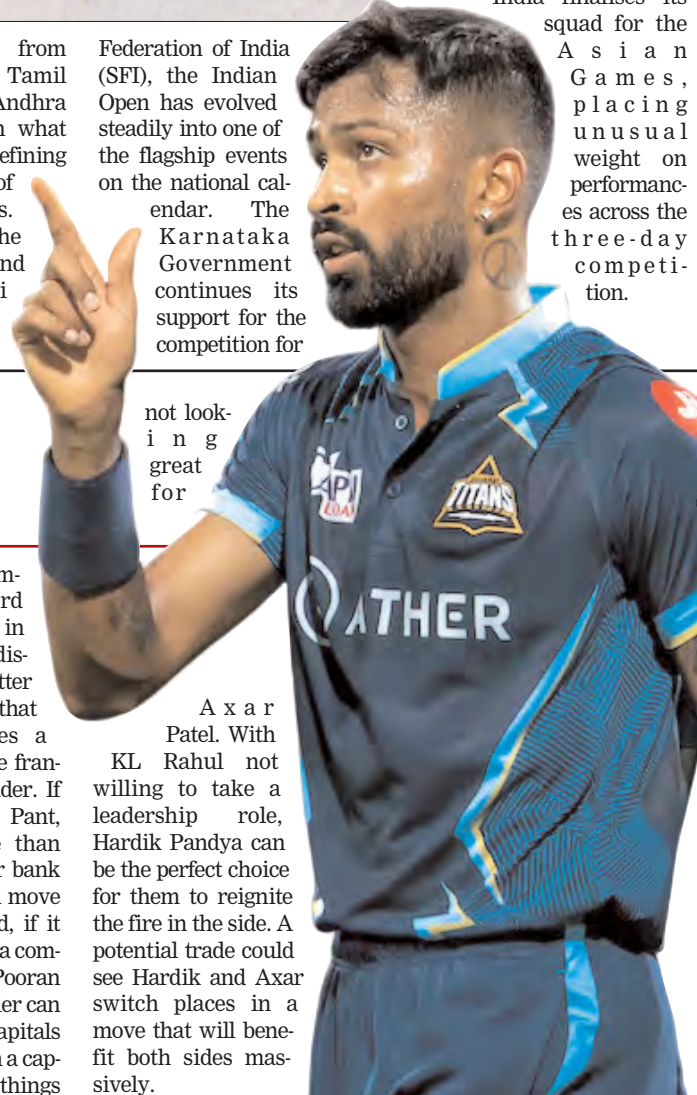 from
Tamil
Andhra
what
efining
of
s.
he
nd
i
Federation of India
(SFI), the Indian
Open has evolved
steadily into one of
the flagship events
on the national cal-
endar. The
Karnataka
Government
continues its
support for the
competition for
India finalises its
squad for the
Asian
Games,
placing
unusual
weight on
performanc-
es across the
three-day
competi-
tion.
not look-
ing
great
for
m-
rd
in
dis-
tter
that
es a
e fran-
der. If
Pant,
than
r bank
move
d, if it
a com-
Pooran
er can
apitals
a cap-
things
Axar
Patel. With
KL Rahul not
willing to take a
leadership role,
Hardik Pandya can
be the perfect choice
for them to reignite
the fire in the side. A
potential trade could
see Hardik and Axar
switch places in a
move that will bene-
fit both sides mas-
sively.
TITANS
ATHER